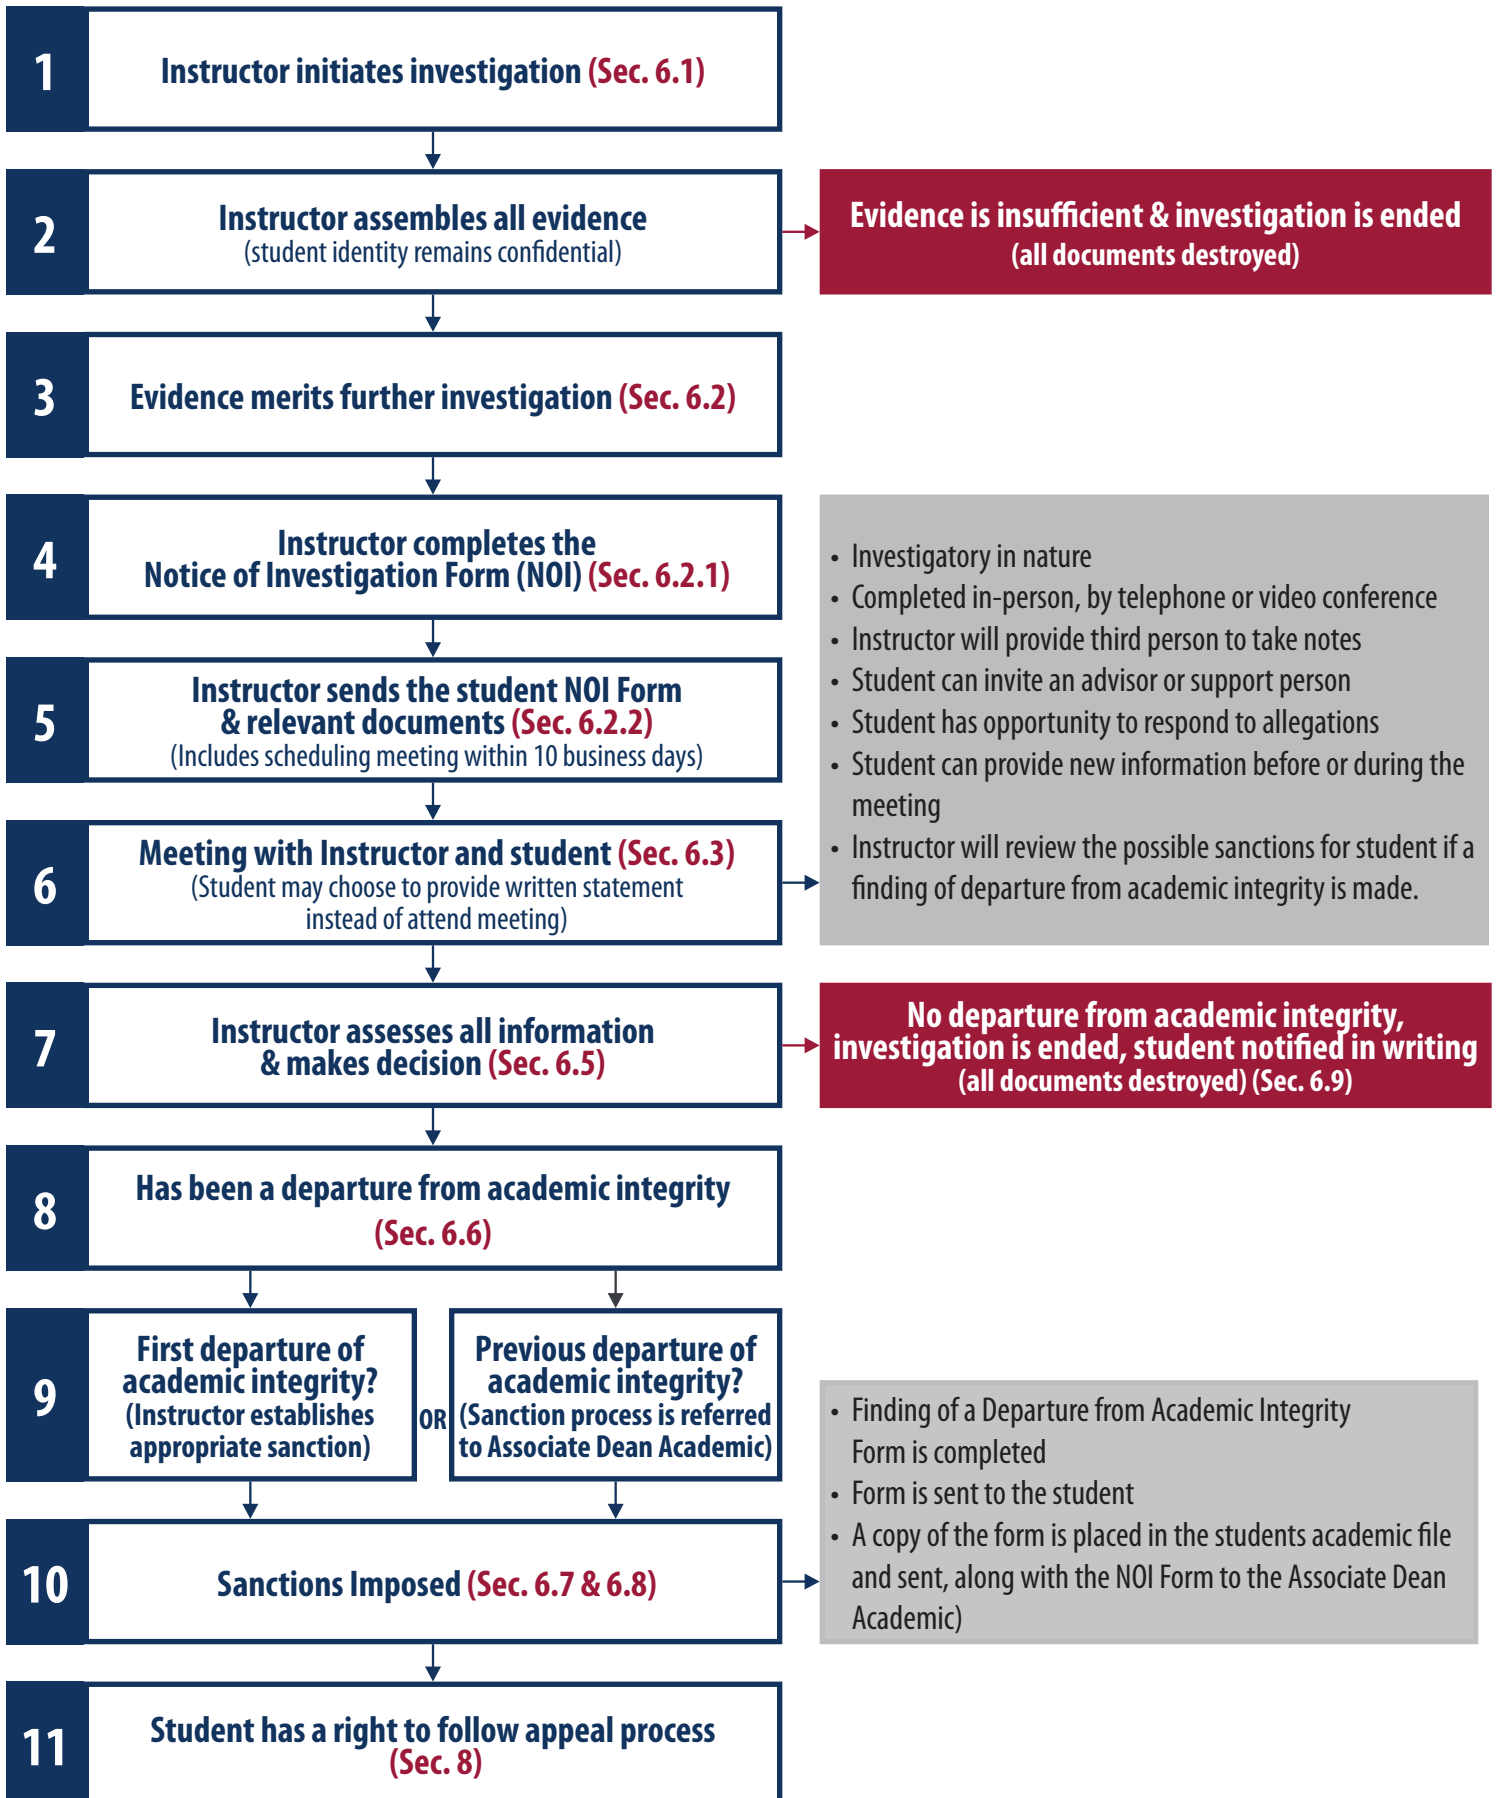 1
Instructor initiates investigation (Sec. 6.1)
2
Instructor assembles all evidence
(student identity remains confidential)
Evidence is insufficient & investigation is ended
(all documents destroyed)
3
Evidence merits further investigation (Sec. 6.2)
4
Instructor completes the
Notice of Investigation Form (NOI) (Sec. 6.2.1)
5
Instructor sends the student NOI Form
& relevant documents (Sec. 6.2.2)
(Includes scheduling meeting within 10 business days)
6
Meeting with Instructor and student (Sec. 6.3)
(Student may choose to provide written statement
instead of attend meeting)
• Investigatory in nature
• Completed in-person, by telephone or video conference
• Instructor will provide third person to take notes
• Student can invite an advisor or support person
• Student has opportunity to respond to allegations
• Student can provide new information before or during the
meeting
• Instructor will review the possible sanctions for student if a
finding of departure from academic integrity is made.
7
Instructor assesses all information
& makes decision (Sec. 6.5)
No departure from academic integrity,
investigation is ended, student notified in writing
(all documents destroyed) (Sec. 6.9)
8
Has been a departure from academic integrity
(Sec. 6.6)
9
First departure of
academic integrity?
(Instructor establishes
appropriate sanction)
OR
Previous departure of
academic integrity?
(Sanction process is referred
to Associate Dean Academic)
10
Sanctions Imposed (Sec. 6.7 & 6.8)
• Finding of a Departure from Academic Integrity
Form is completed
• Form is sent to the student
• A copy of the form is placed in the students academic file
and sent, along with the NOI Form to the Associate Dean
Academic)
11
Student has a right to follow appeal process
(Sec. 8)